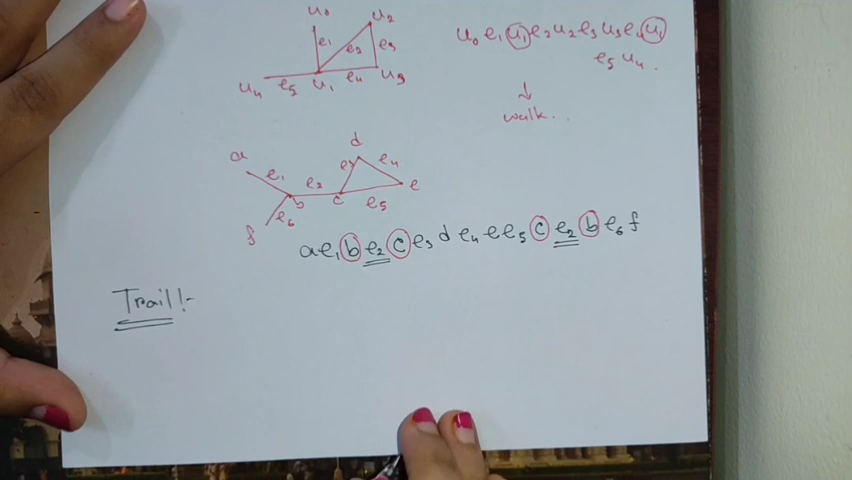 u₀
u₂
e₁
e₂
e₃
u₄ e₅ u₁ e₄ u₃
u₀ e₁ u₁ e₂ u₂ e₃ u₃ e₄ u₁
e₅ u₄ .
↓
walk . .
d
a
e₁
e₃
e₄
e₂
b
c
e
e₅
f
e₆
a e₁ b e₂ c e₃ d e₄ e e₅ c e₂ b e₆ f
Trail!-